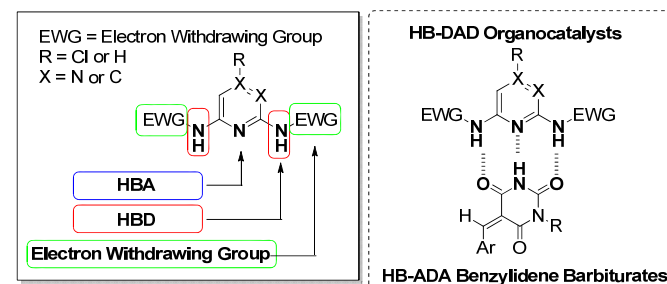 EWG = Electron Withdrawing Group
R = Cl or H
X = N or C
R
X
X
EWG
N
H
N
N
H
EWG
HBA
HBD
Electron Withdrawing Group
HB-DAD Organocatalysts
R
X
X
EWG
N
H
N
N
H
EWG
O
NH
O
H
N
R
Ar
O
HB-ADA Benzylidene Barbiturates